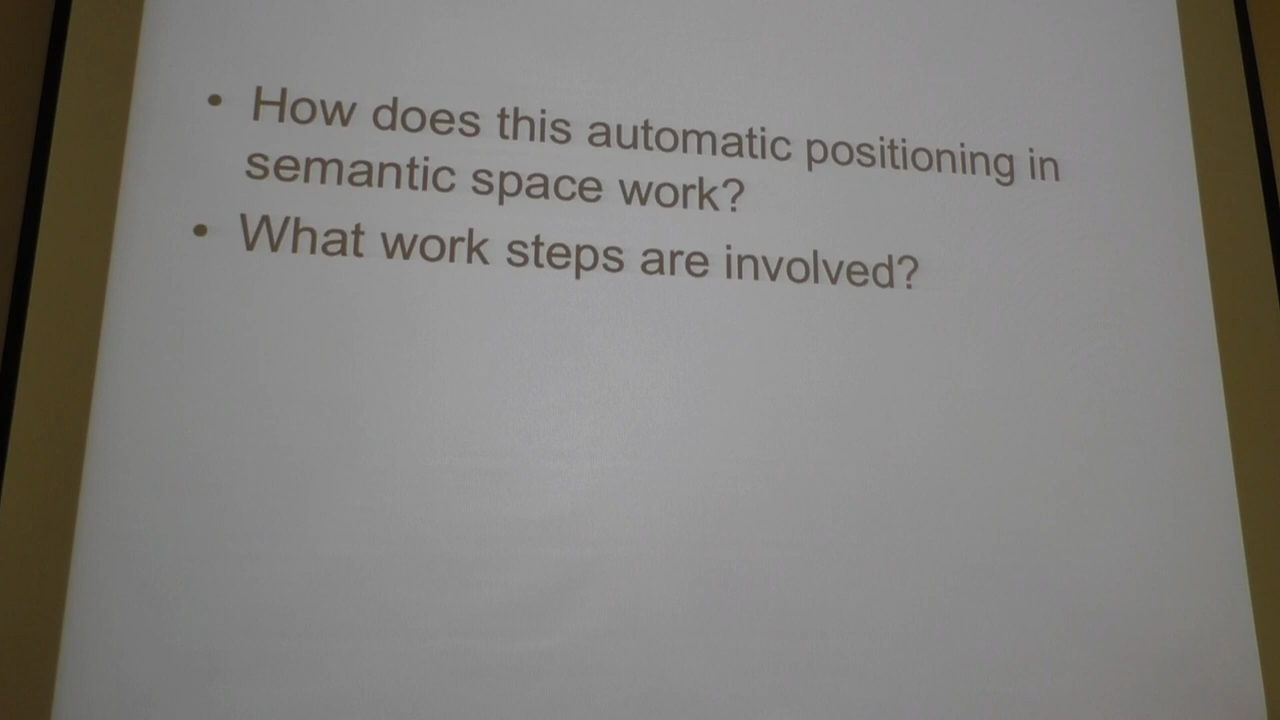 • How does this automatic positioning in
semantic space work?
• What work steps are involved?